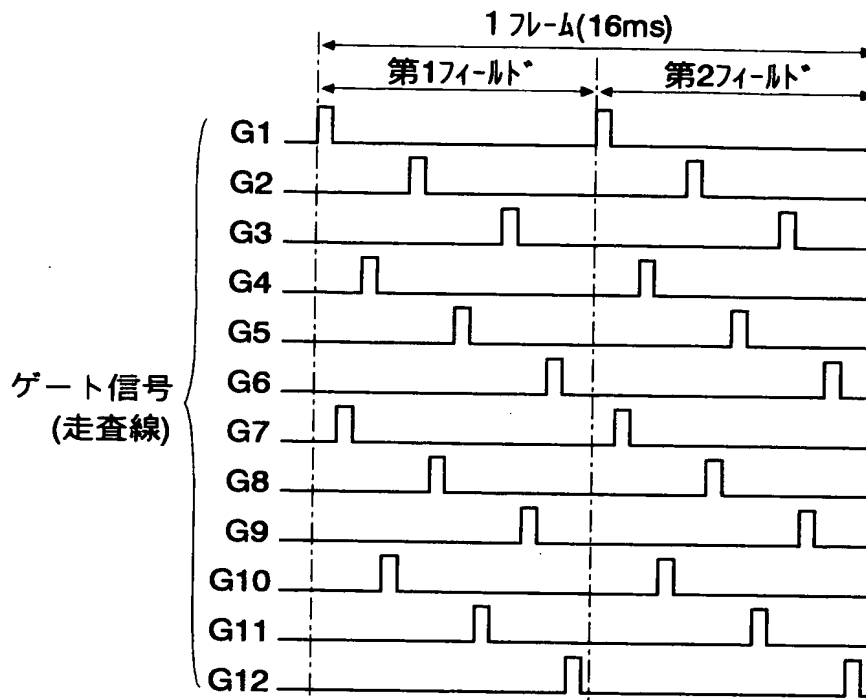 1 フレーム(16ms)
第1フィールド
第2フィールド
G1
G2
G3
G4
G5
G6
G7
G8
G9
G10
G11
G12
ゲート信号
(走査線)